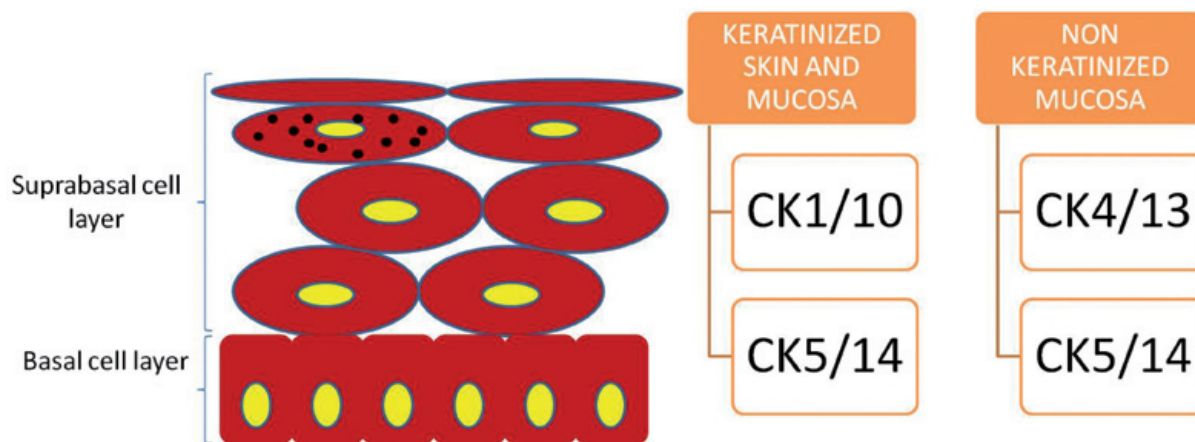 Suprabasal cell
layer
Basal cell layer
KERATINIZED
SKIN AND
MUCOSA
CK1/10
CK5/14
NON
KERATINIZED
MUCOSA
CK4/13
CK5/14